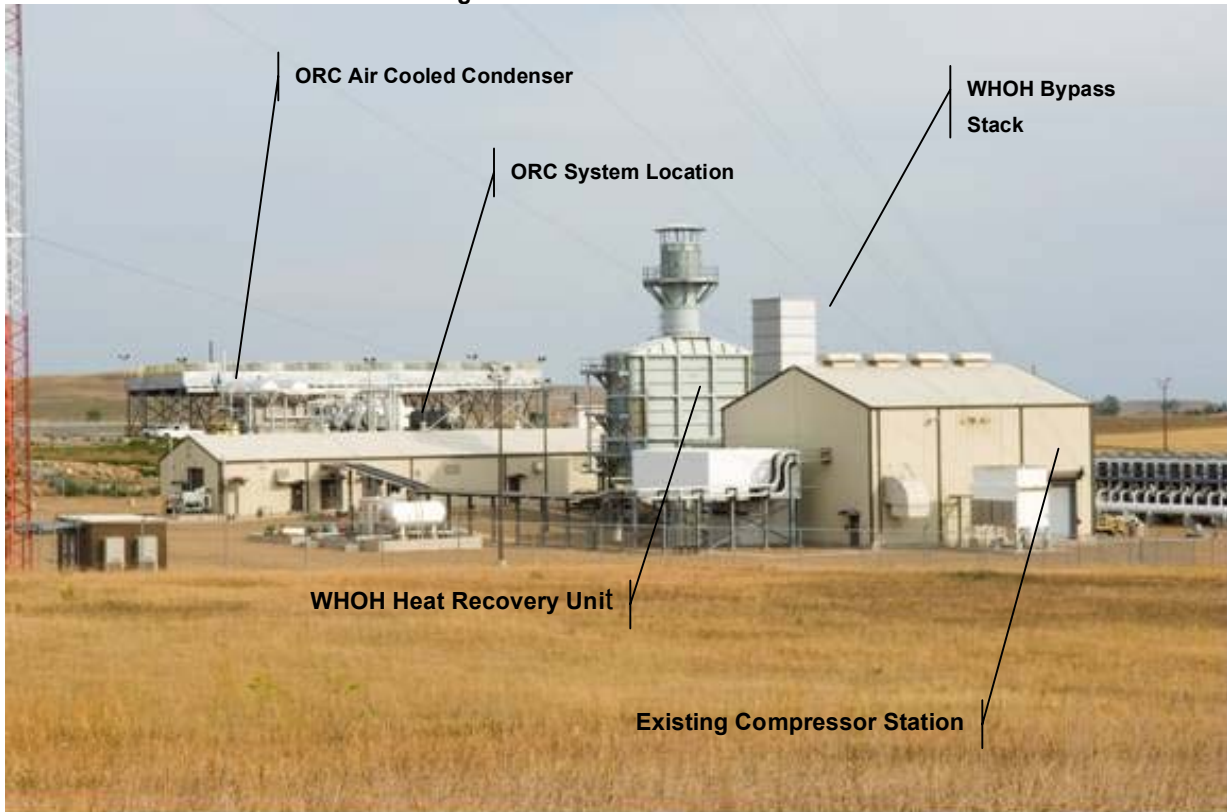 ORC Air Cooled Condenser
WHOH Bypass
Stack
ORC System Location
WHOH Heat Recovery Unit
Existing Compressor Station